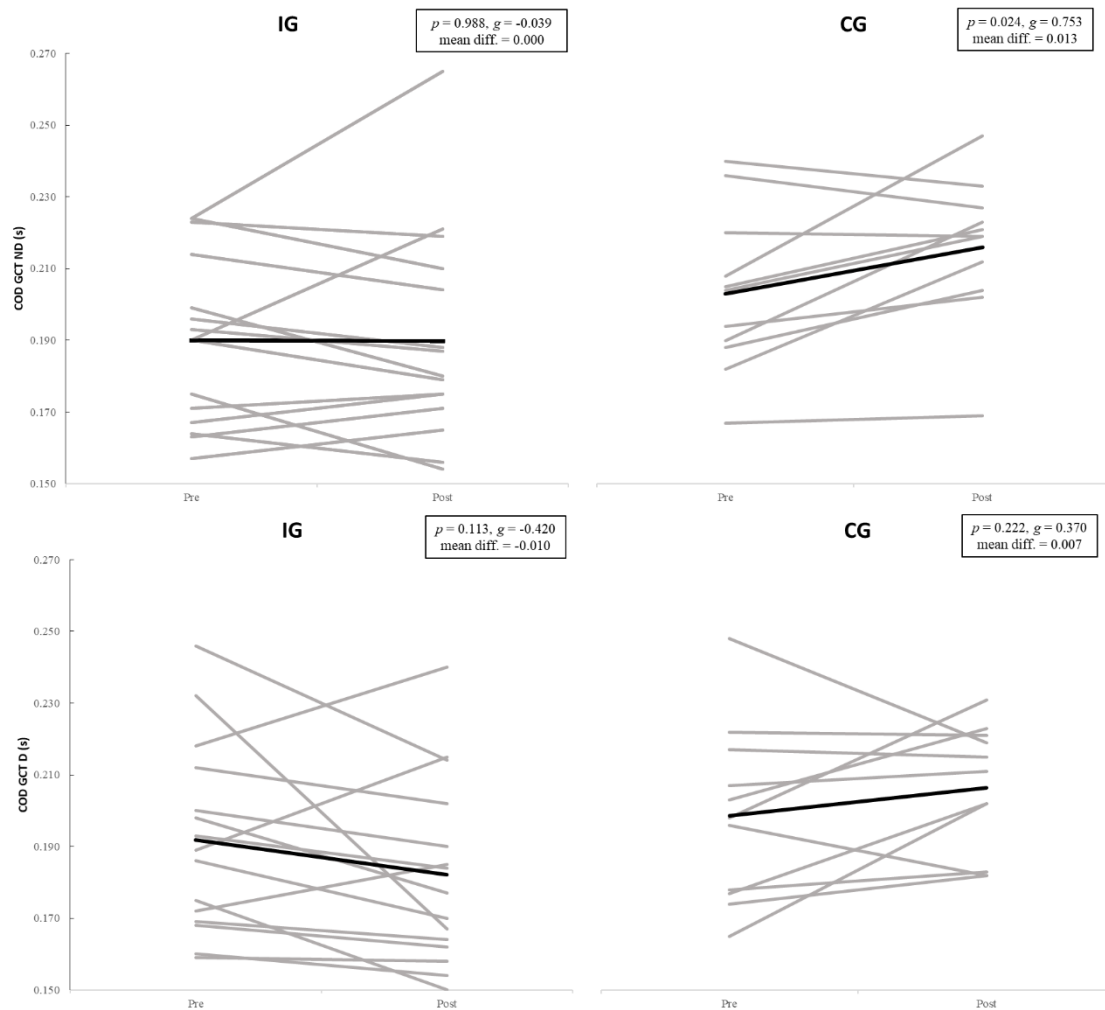 IG
p = 0.988, g = -0.039
mean diff. = 0.000
CG
p = 0.024, g = 0.753
mean diff. = 0.013
COD GCT ND (s)
0.270
0.250
0.230
0.210
0.190
0.170
0.150
Pre
Post
Pre
Post
IG
p = 0.113, g = -0.420
mean diff. = -0.010
CG
p = 0.222, g = 0.370
mean diff. = 0.007
COD GCT D (s)
0.270
0.250
0.230
0.210
0.190
0.170
0.150
Pre
Post
Pre
Post